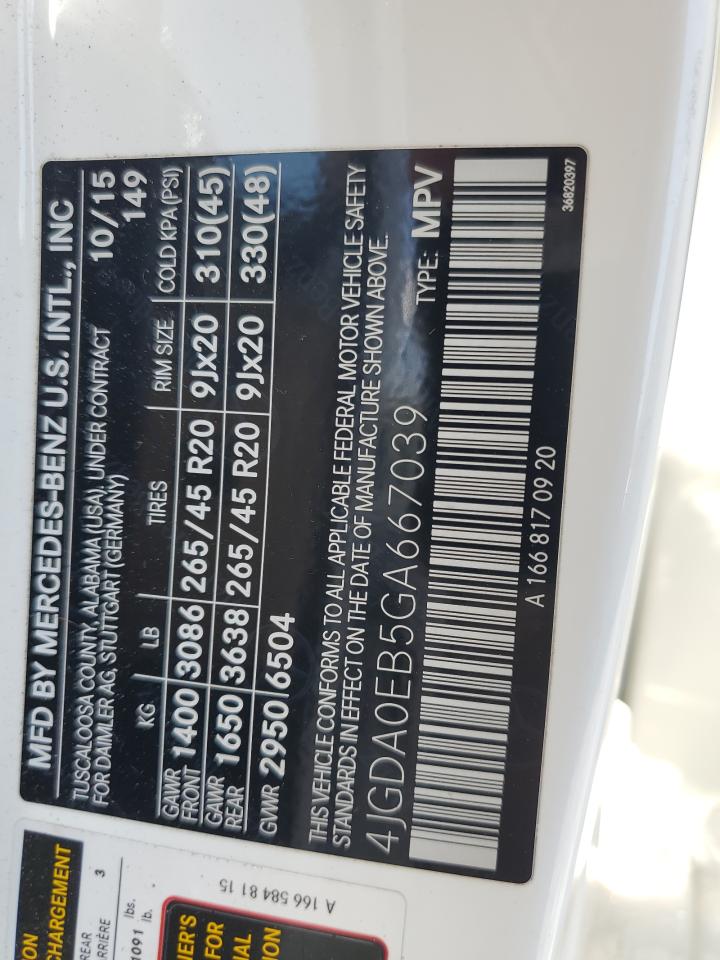 MFD BY MERCEDES-BENZ U.S. INTL., INC
TUSCALOOSA COUNTY, ALABAMA (USA), UNDER CONTRACT 10/15
FOR DAIMLER AG, STUTTGART (GERMANY) 149
KG LB TIRES RIM SIZE COLD KPA (PSI)
GAWR FRONT 1400 3086 265/45 R20 9Jx20 310(45)
GAWR REAR 1650 3638 265/45 R20 9Jx20 330(48)
GVWR 2950 6504
THIS VEHICLE CONFORMS TO ALL APPLICABLE FEDERAL MOTOR VEHICLE SAFETY
STANDARDS IN EFFECT ON THE DATE OF MANUFACTURE SHOWN ABOVE.
4JGDA0EB5GA667039 TYPE: MPV
A 166 817 09 20 36820397
CHARGEMENT
REAR 3
1091 lbs.
lb.
A 166 584 81 15
FOR